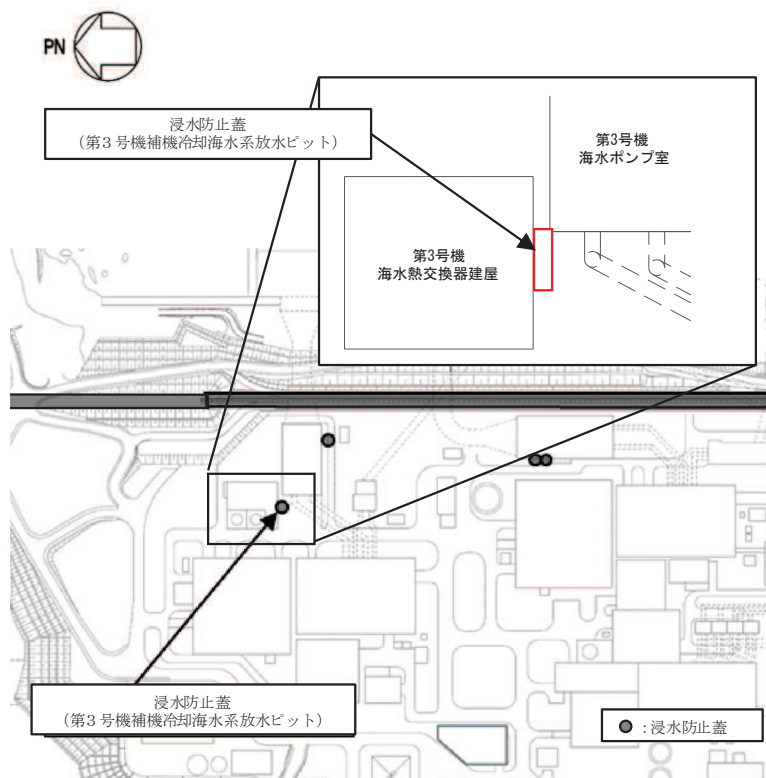 PN
浸水防止蓋
（第３号機補機冷却海水系放水ピット）
第3号機
海水ポンプ室
第3号機
海水熱交換器建屋
浸水防止蓋
（第３号機補機冷却海水系放水ピット）
：浸水防止蓋